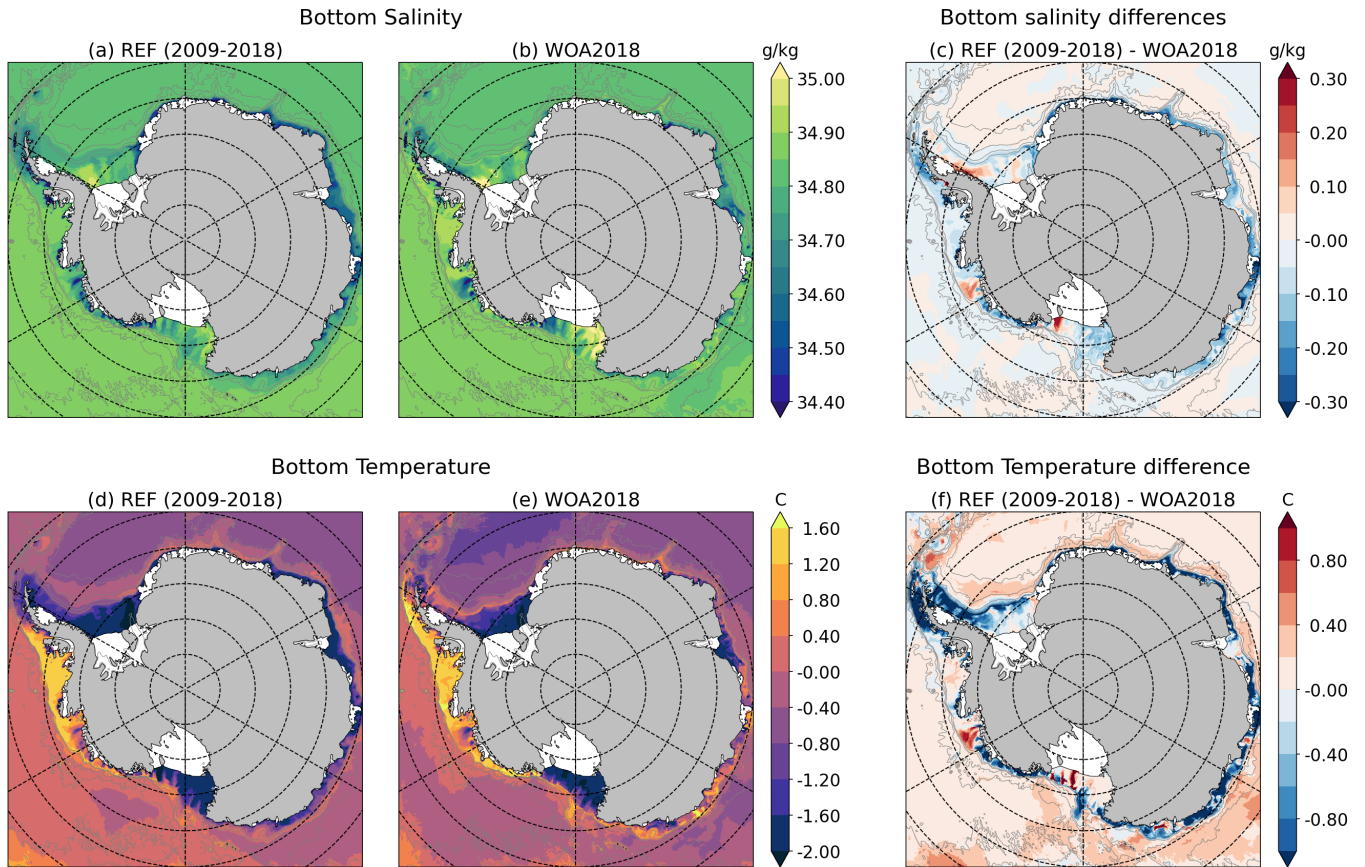 Bottom Salinity
Bottom salinity differences
(a) REF (2009-2018)
(b) WOA2018
g/kg
(c) REF (2009-2018) - WOA2018
g/kg
35.00
34.90
34.80
34.70
34.60
34.50
34.40
0.30
0.20
0.10
-0.00
-0.10
-0.20
-0.30
Bottom Temperature
Bottom Temperature difference
(d) REF (2009-2018)
(e) WOA2018
C
(f) REF (2009-2018) - WOA2018
C
1.60
1.20
0.80
0.40
-0.00
-0.40
-0.80
-1.20
-1.60
-2.00
0.80
0.40
-0.00
-0.40
-0.80